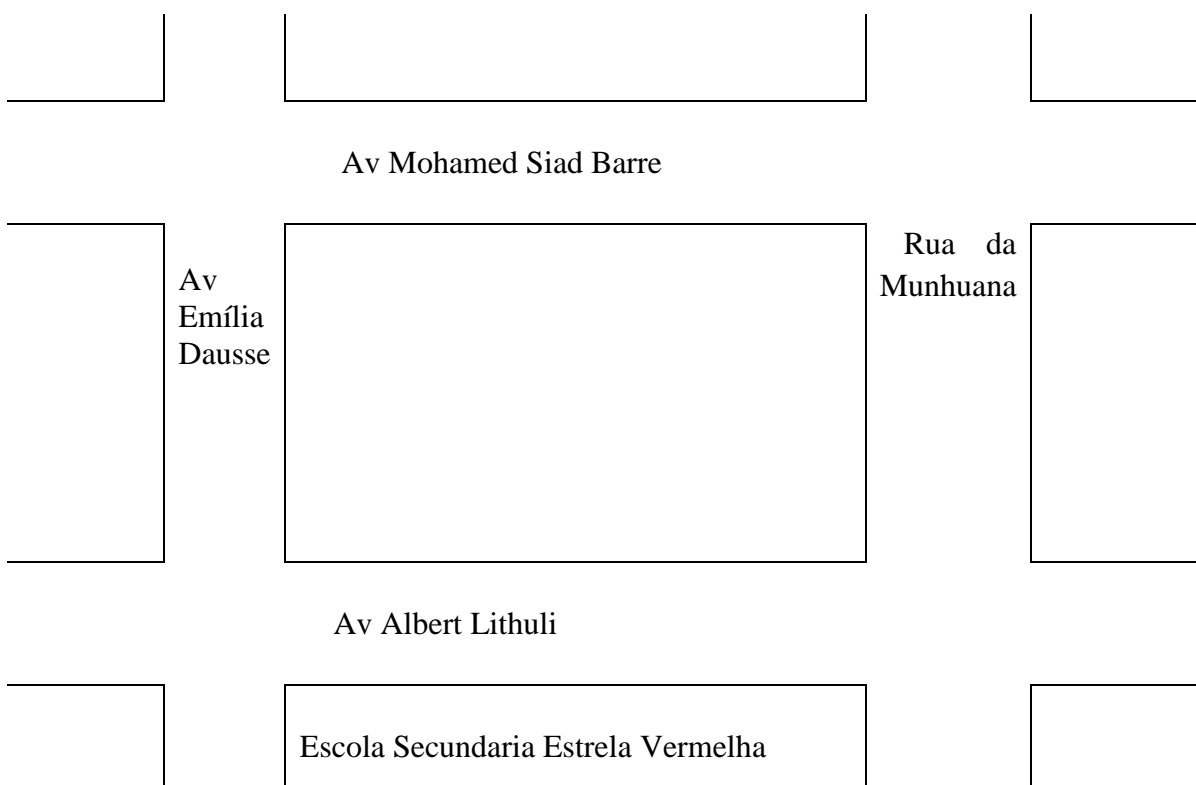 Av Mohamed Siad Barre
Rua da
Munhuana
Av
Emília
Dausse
Av Albert Lithuli
Escola Secundaria Estrela Vermelha